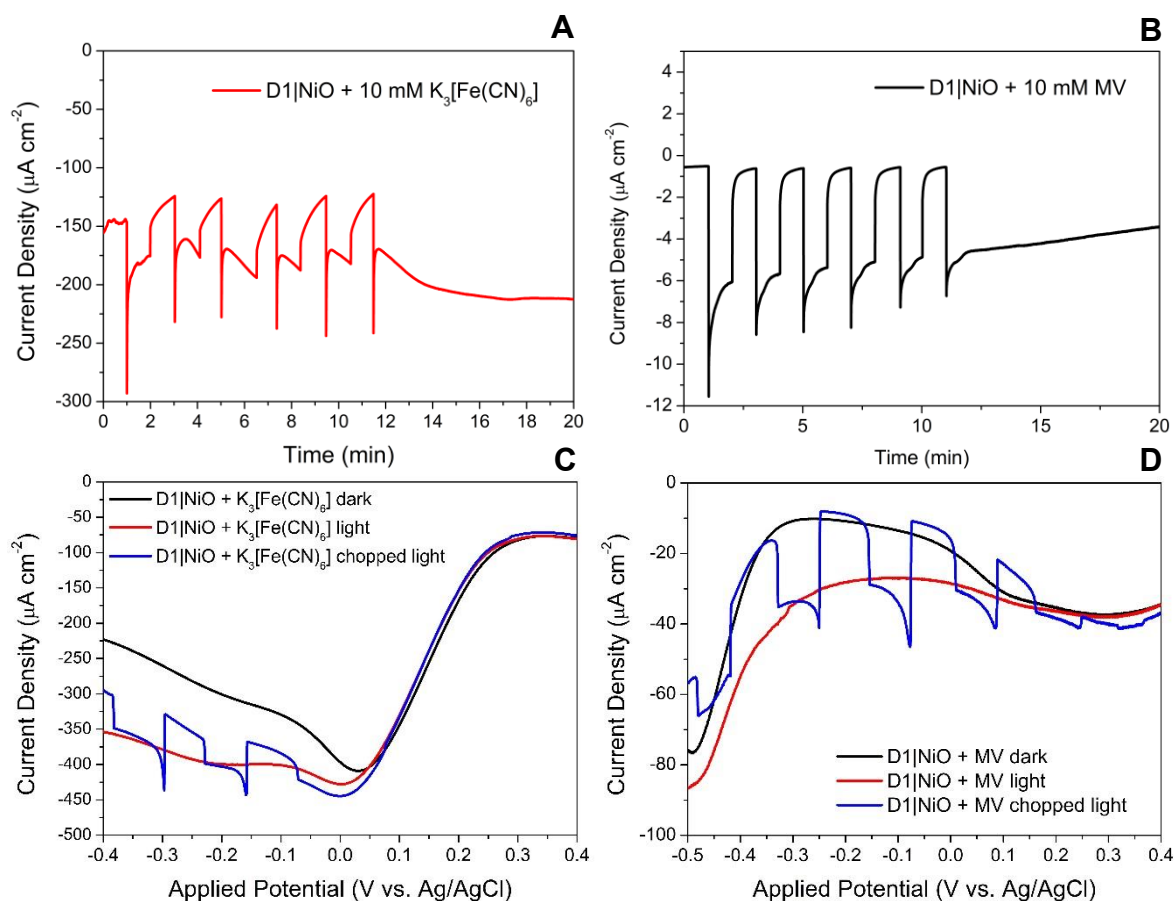 A
D1|NiO + 10 mM K₃[Fe(CN)₆]
Current Density (μA cm⁻²)
0
-50
-100
-150
-200
-250
-300
0 2 4 6 8 10 12 14 16 18 20
Time (min)
B
D1|NiO + 10 mM MV
Current Density (μA cm⁻²)
4
2
0
-2
-4
-6
-8
-10
-12
0 5 10 15 20
Time (min)
C
D1|NiO + K₃[Fe(CN)₆] dark
D1|NiO + K₃[Fe(CN)₆] light
D1|NiO + K₃[Fe(CN)₆] chopped light
Current Density (μA cm⁻²)
0
-50
-100
-150
-200
-250
-300
-350
-400
-450
-500
-0.4 -0.3 -0.2 -0.1 0.0 0.1 0.2 0.3 0.4
Applied Potential (V vs. Ag/AgCl)
D
D1|NiO + MV dark
D1|NiO + MV light
D1|NiO + MV chopped light
Current Density (μA cm⁻²)
0
-20
-40
-60
-80
-100
-0.5 -0.4 -0.3 -0.2 -0.1 0.0 0.1 0.2 0.3 0.4
Applied Potential (V vs. Ag/AgCl)